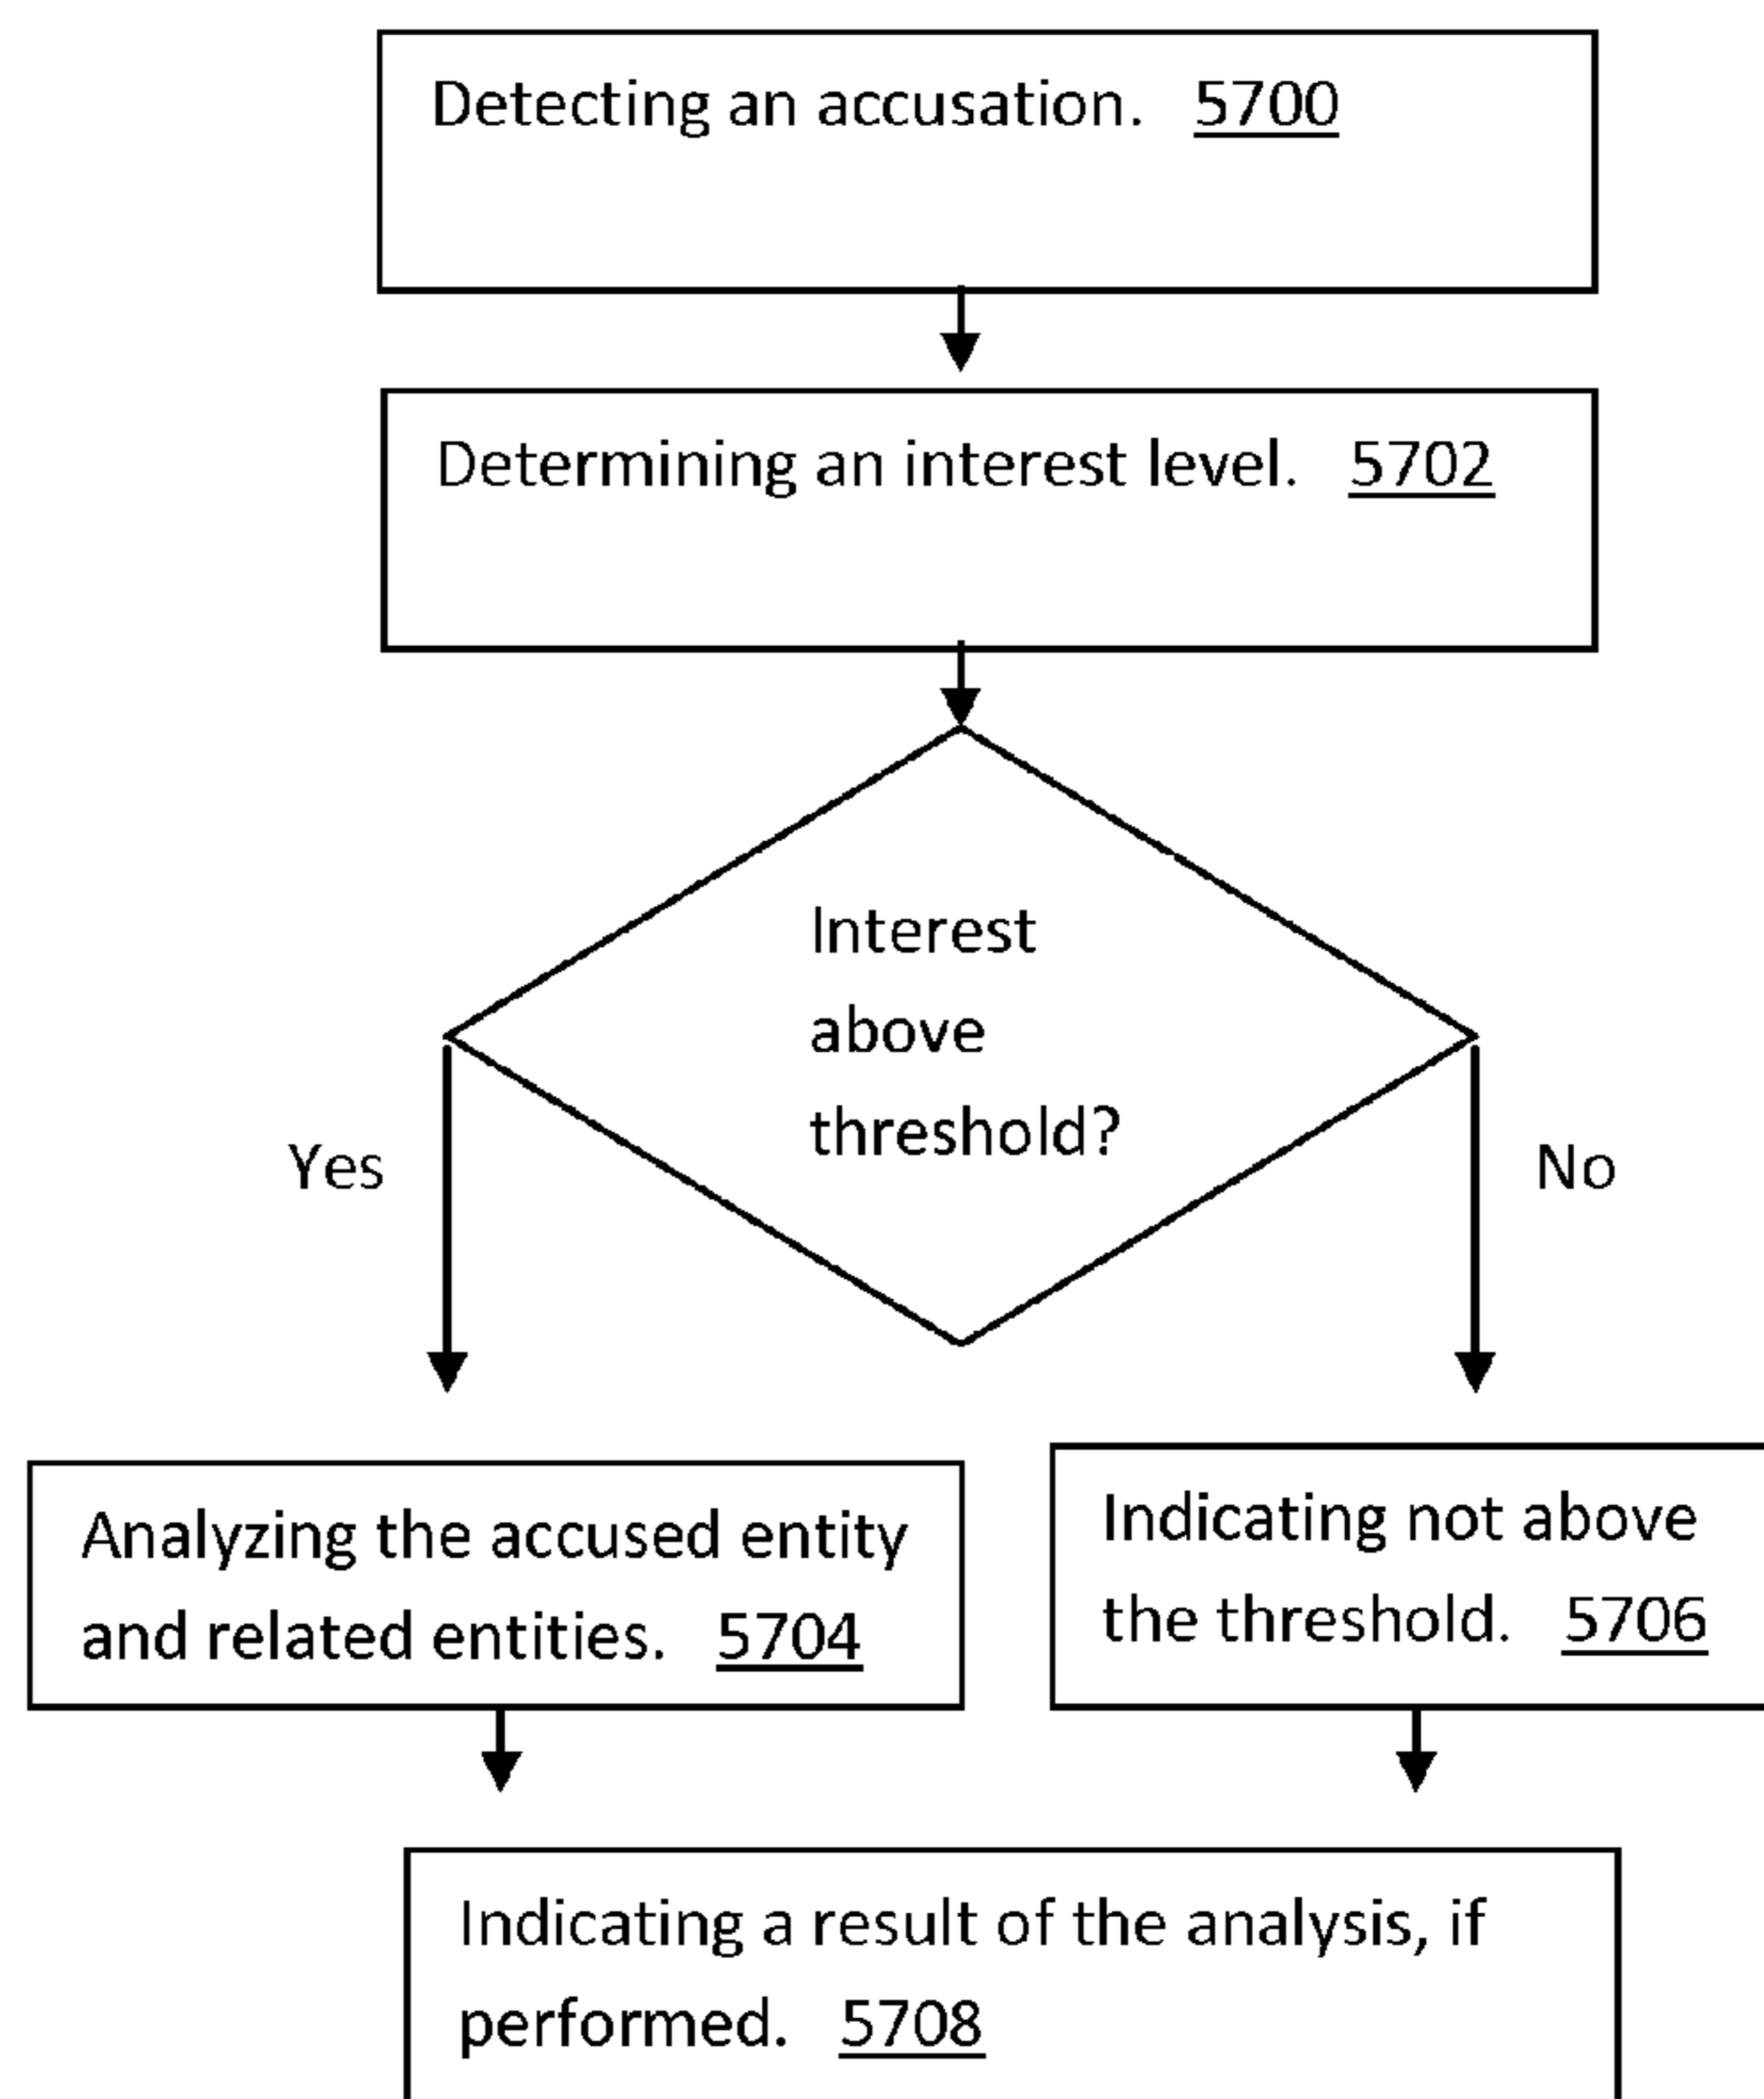 Detecting an accusation. 5700
Determining an interest level. 5702
Interest
above
threshold?
Yes
No
Analyzing the accused entity
and related entities. 5704
Indicating not above
the threshold. 5706
Indicating a result of the analysis, if
performed. 5708